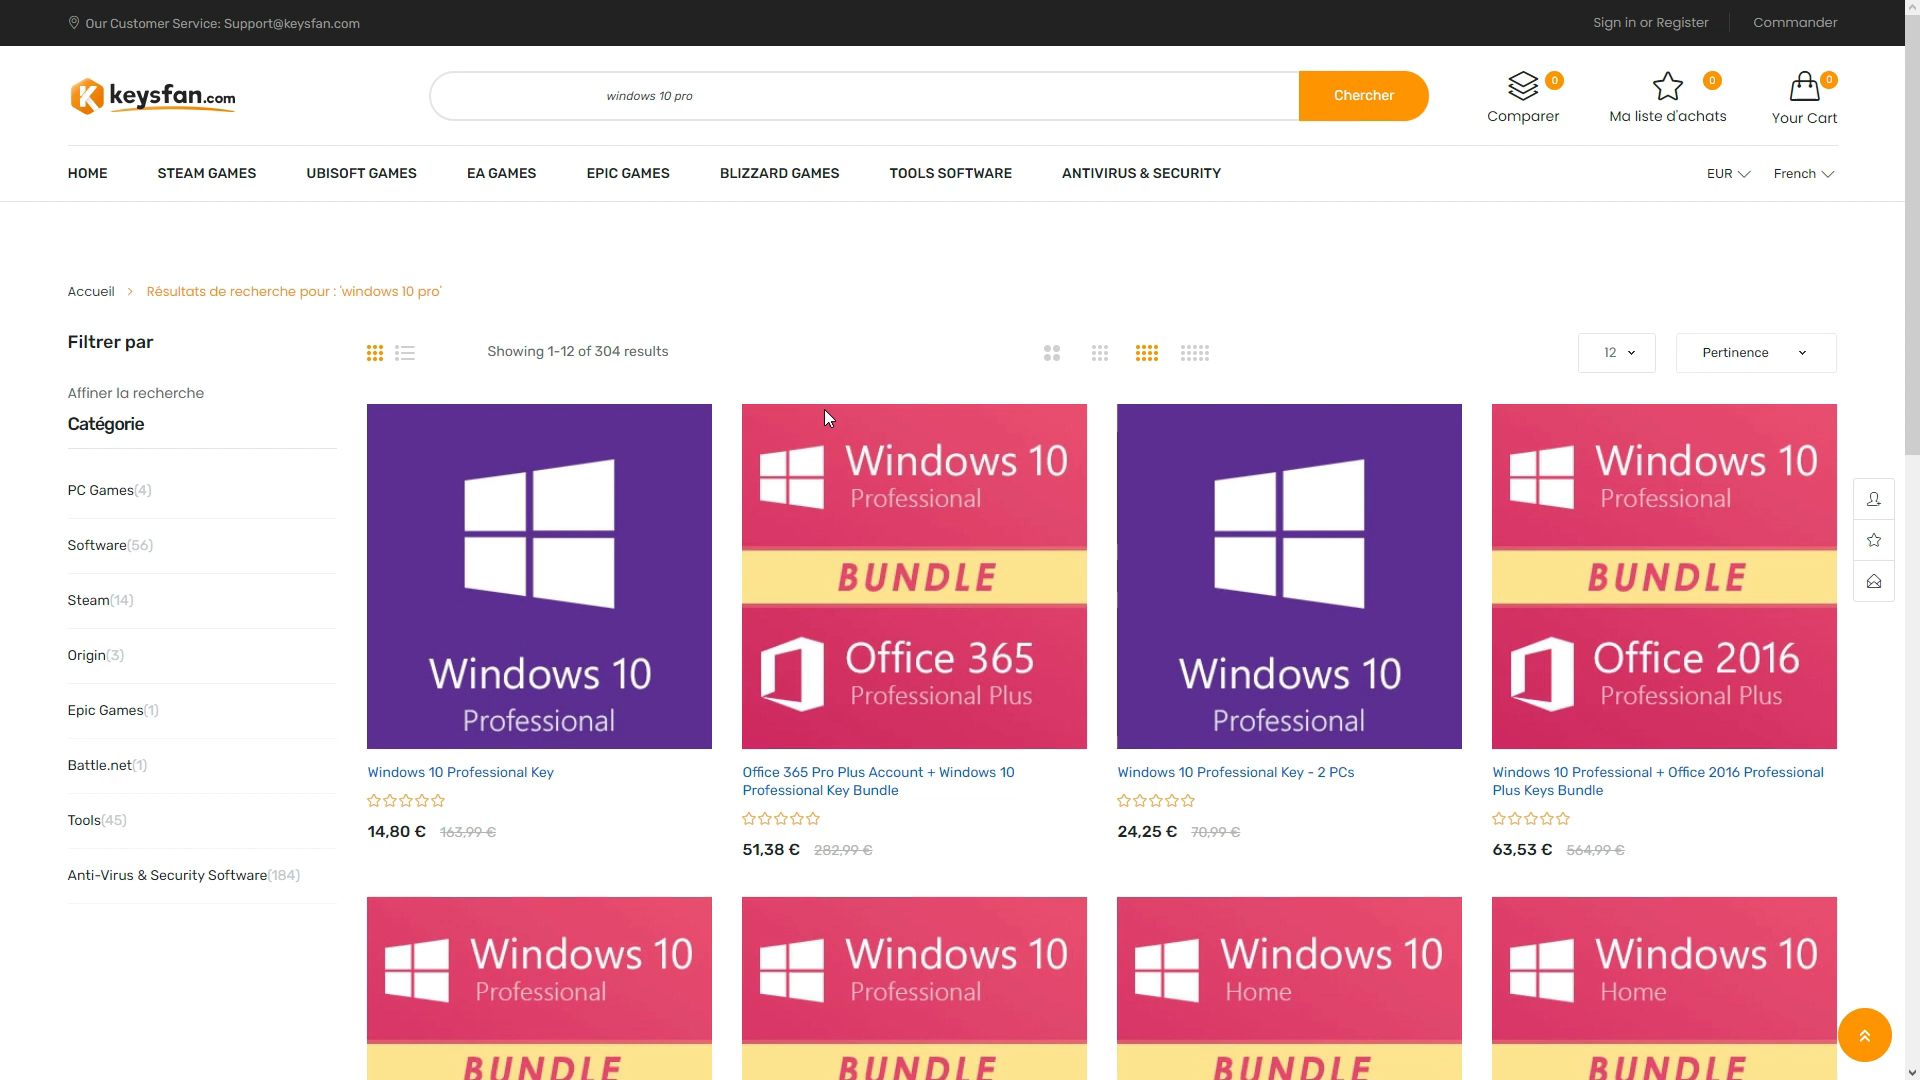 Our Customer Service: Support@keysfan.com
Sign in or Register
Commander
keysfan.com
windows 10 pro
Chercher
0
Comparer
0
Ma liste d'achats
0
Your Cart
HOME
STEAM GAMES
UBISOFT GAMES
EA GAMES
EPIC GAMES
BLIZZARD GAMES
TOOLS SOFTWARE
ANTIVIRUS & SECURITY
EUR
French
Accueil > Résultats de recherche pour : 'windows 10 pro'
Filtrer par
Affiner la recherche
Catégorie
PC Games(4)
Software(56)
Steam(14)
Origin(3)
Epic Games(1)
Battle.net(1)
Tools(45)
Anti-Virus & Security Software(184)
Showing 1-12 of 304 results
12
Pertinence
Windows 10
Professional
Windows 10 Professional Key
14,80 € 163,99 €
Windows 10
Professional
BUNDLE
Office 365
Professional Plus
Office 365 Pro Plus Account + Windows 10
Professional Key Bundle
51,38 € 282,99 €
Windows 10
Professional
Windows 10 Professional Key - 2 PCs
24,25 € 70,99 €
Windows 10
Professional
BUNDLE
Office 2016
Professional Plus
Windows 10 Professional + Office 2016 Professional
Plus Keys Bundle
63,53 € 564,99 €
Windows 10
Professional
BUNDLE
Windows 10
Professional
BUNDLE
Windows 10
Home
BUNDLE
Windows 10
Home
BUNDLE